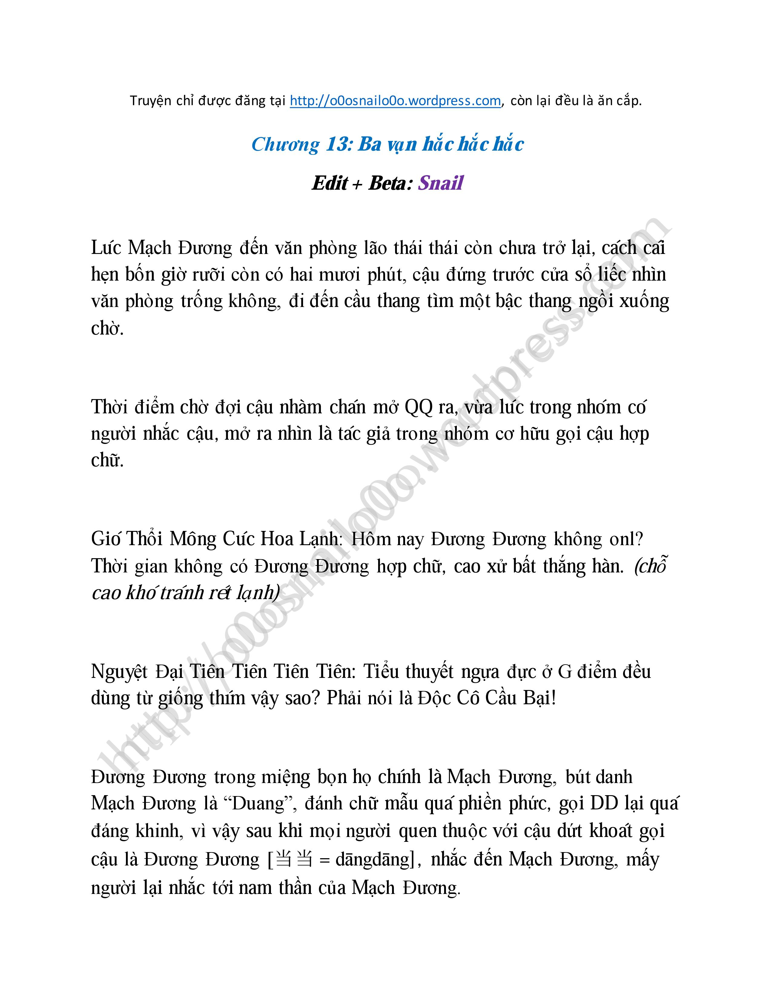 Truyện chỉ được đăng tại http://o0osnailo0o.wordpress.com, còn lại đều là ăn cắp.
Chương 13: Ba vạn hắc hắc hắc
Edit + Beta: Snail
Lúc Mạch Đương đến văn phòng lão thái thái còn chưa trở lại, cách cái
hẹn bốn giờ rưỡi còn có hai mươi phút, cậu đứng trước cửa sổ liếc nhìn
văn phòng trống không, đi đến cầu thang tìm một bậc thang ngồi xuống
chờ.
Thời điểm chờ đợi cậu nhàm chán mở QQ ra, vừa lúc trong nhóm có
người nhắc cậu, mở ra nhìn là tác giả trong nhóm cơ hữu gọi cậu hợp
chữ.
Gió Thổi Mông Cúc Hoa Lạnh: Hôm nay Đương Đương không onl?
Thời gian không có Đương Đương hợp chữ, cao xử bất thắng hàn. (chỗ
cao khó tránh rét lạnh)
Nguyệt Đại Tiên Tiên Tiên Tiên: Tiểu thuyết ngựa đực ở G điểm đều
dùng từ giống thím vậy sao? Phải nói là Độc Cô Cầu Bại!
Đương Đương trong miệng bọn họ chính là Mạch Đương, bút danh
Mạch Đương là “Duang”, đánh chữ mẫu quá phiền phức, gọi DD lại quá
đáng khinh, vì vậy sau khi mọi người quen thuộc với cậu dứt khoát gọi
cậu là Đương Đương [当当 = dāngdāng], nhắc đến Mạch Đương, mấy
người lại nhắc tới nam thần của Mạch Đương.
http://o0osnailo0o.wordpress.com